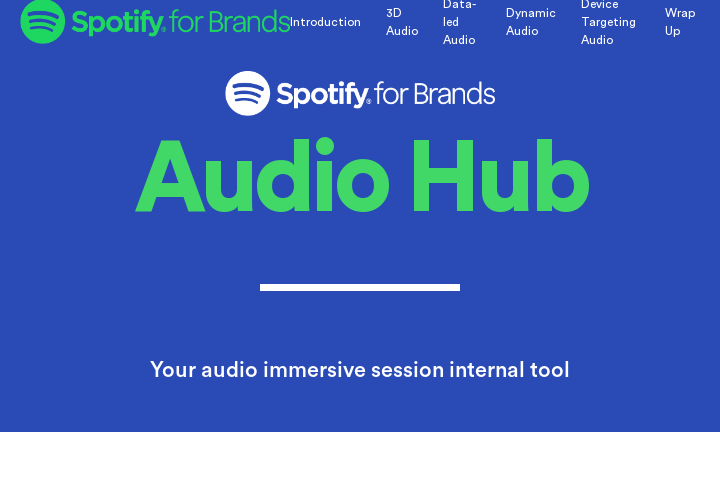 Spotify® for Brands
Introduction
3D
Audio
Data-
led
Audio
Dynamic
Audio
Device
Targeting
Audio
Wrap
Up
Spotify® for Brands
Audio Hub
Your audio immersive session internal tool